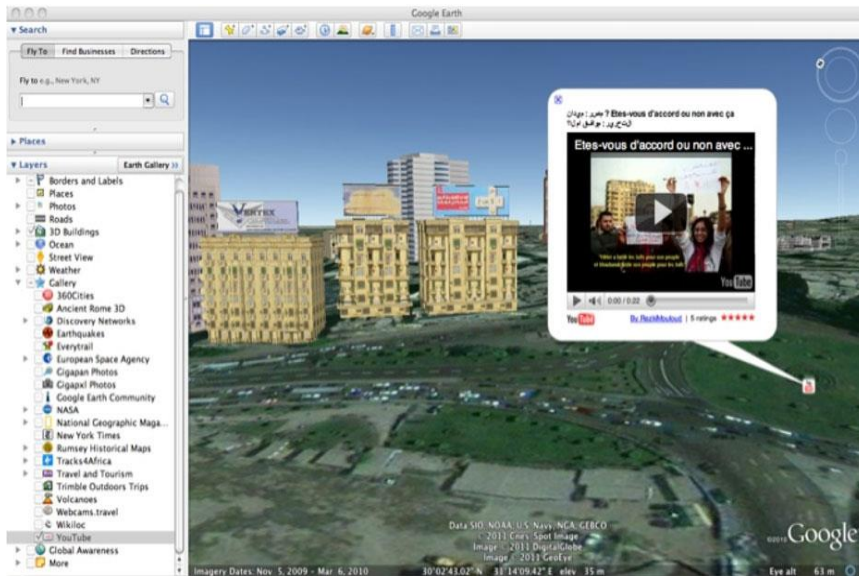 Google Earth
Search
Fly To
Find Businesses
Directions
Fly to e.g., New York, NY
Places
Layers
Earth Gallery
Borders and Labels
Places
Photos
Roads
3D Buildings
Ocean
Street View
Weather
Gallery
360Cities
Ancient Rome 3D
Discovery Networks
Earthquakes
Everytrail
European Space Agency
Gigapan Photos
Gigapxl Photos
Google Earth Community
NASA
National Geographic Maga...
New York Times
Rumsey Historical Maps
Tracks4Africa
Travel and Tourism
Trimble Outdoors Trips
Volcanoes
Webcams.travel
Wikiloc
YouTube
Global Awareness
More
VERTEX
? Etes-vous d'accord ou non avec ça
Etes-vous d'accord ou non avec ...
YouTube
0:00 / 0:22
YouTube
By RezkiMouloud | 5 ratings
Data SIO, NOAA, U.S. Navy, NGA, GEBCO
© 2011 Cnes/Spot Image
Image © 2011 DigitalGlobe
Image © 2011 GeoEye
©2010 Google
Imagery Dates: Nov 5, 2009 - Mar 6, 2010
30°02'43.02" N 31°14'09.42" E elev 35 m
Eye alt 63 m